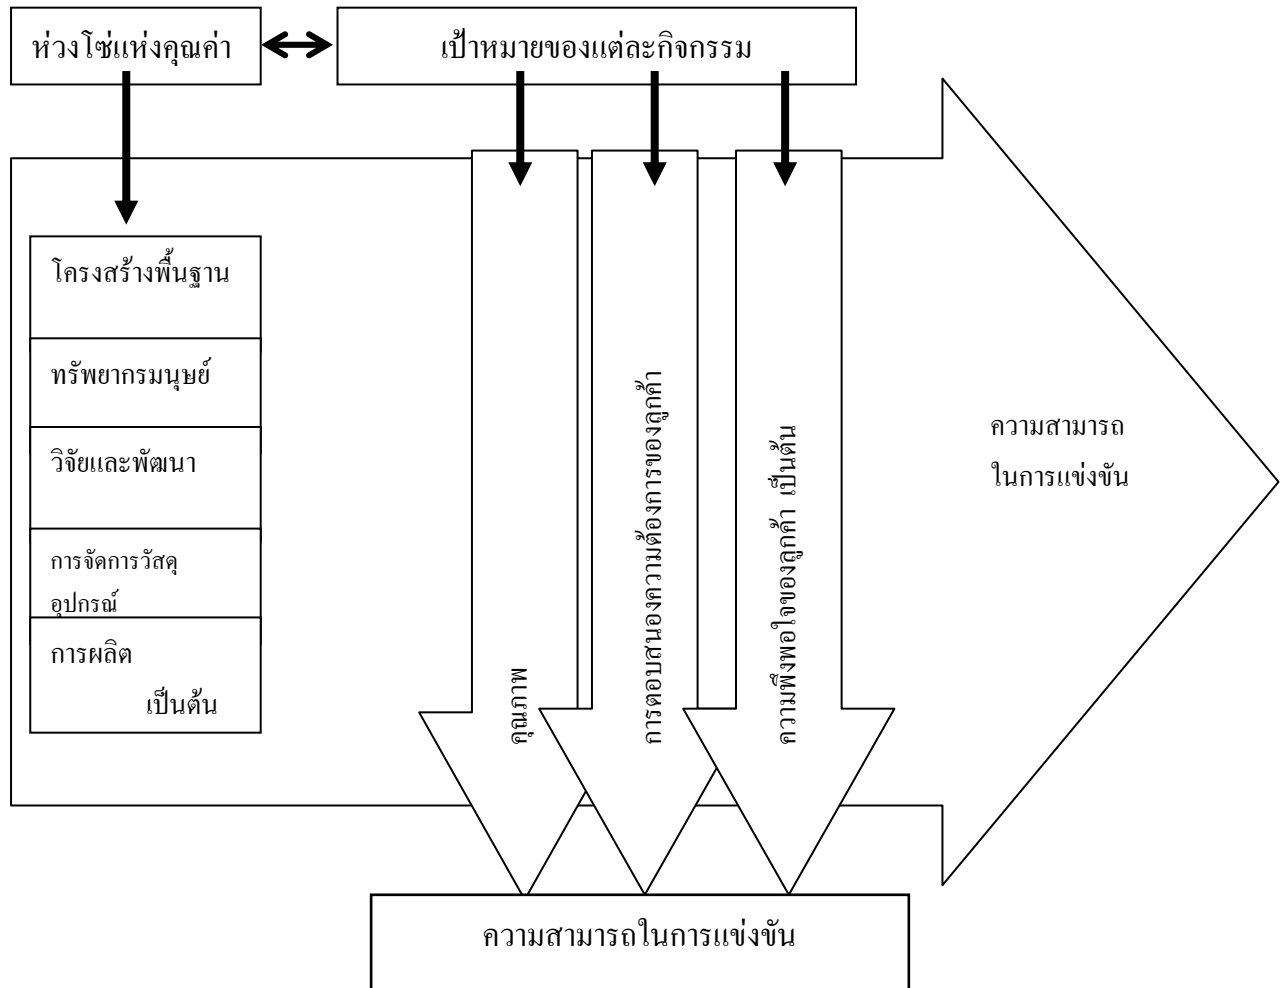 ห่วงโซ่แห่งคุณค่า
เป้าหมายของแต่ละกิจกรรม
โครงสร้างพื้นฐาน
ทรัพยากรมนุษย์
วิจัยและพัฒนา
การจัดการวัสดุ
อุปกรณ์
การผลิต
เป็นต้น
คุณภาพ
การตอบสนองความต้องการของลูกค้า
ความพึงพอใจของลูกค้า เป็นต้น
ความสามารถ
ในการแข่งขัน
ความสามารถในการแข่งขัน